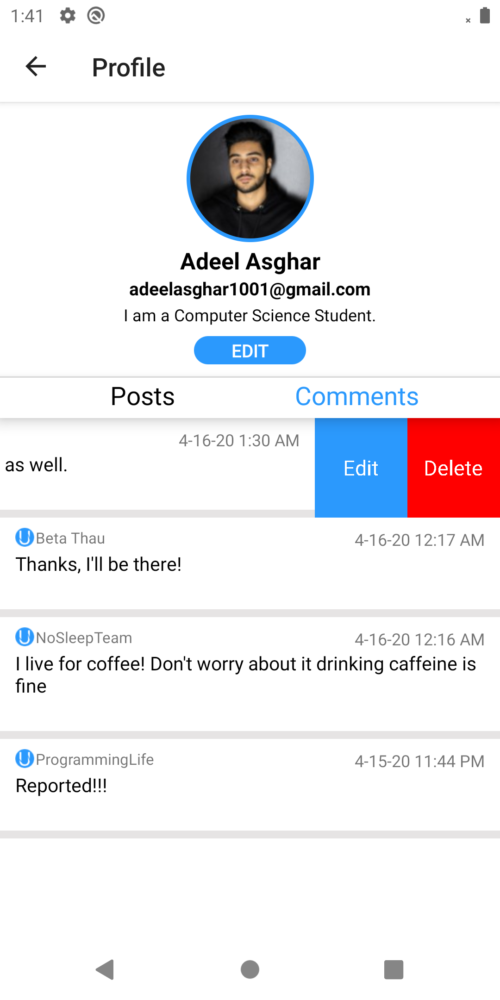 1:41
Profile
Adeel Asghar
adeelasghar1001@gmail.com
I am a Computer Science Student.
EDIT
Posts Comments
4-16-20 1:30 AM
as well.
Edit Delete
Beta Thau 4-16-20 12:17 AM
Thanks, I'll be there!
NoSleepTeam 4-16-20 12:16 AM
I live for coffee! Don't worry about it drinking caffeine is
fine
ProgrammingLife 4-15-20 11:44 PM
Reported!!!